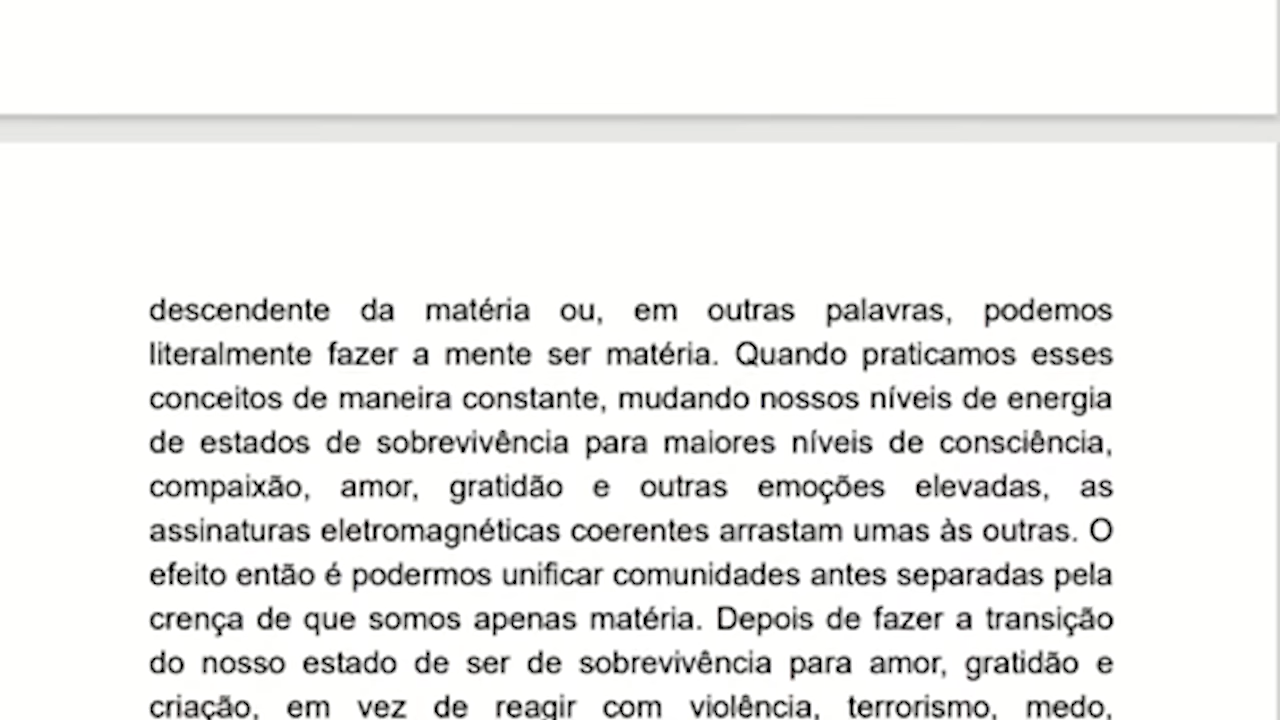 descendente da matéria ou, em outras palavras, podemos
literalmente fazer a mente ser matéria. Quando praticamos esses
conceitos de maneira constante, mudando nossos níveis de energia
de estados de sobrevivência para maiores níveis de consciência,
compaixão, amor, gratidão e outras emoções elevadas, as
assinaturas eletromagnéticas coerentes arrastam umas às outras. O
efeito então é podermos unificar comunidades antes separadas pela
crença de que somos apenas matéria. Depois de fazer a transição
do nosso estado de ser de sobrevivência para amor, gratidão e
criação, em vez de reagir com violência, terrorismo, medo,